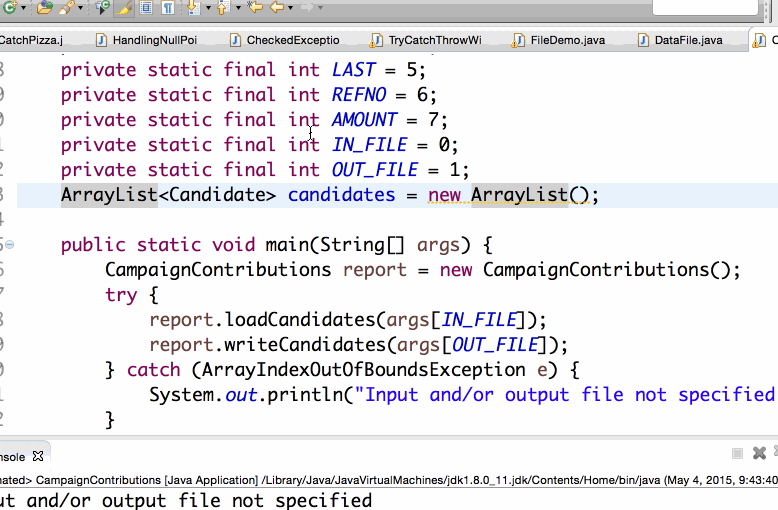 CatchPizza.j HandlingNullPoi CheckedExceptio TryCatchThrowWi FileDemo.java DataFile.java C
8 private static final int LAST = 5;
9 private static final int REFNO = 6;
0 private static final int AMOUNT = 7;
1 private static final int IN_FILE = 0;
2 private static final int OUT_FILE = 1;
3 ArrayList<Candidate> candidates = new ArrayList();
4
5 public static void main(String[] args) {
6 CampaignContributions report = new CampaignContributions();
7 try {
8 report.loadCandidates(args[IN_FILE]);
9 report.writeCandidates(args[OUT_FILE]);
0 } catch (ArrayIndexOutOfBoundsException e) {
1 System.out.println("Input and/or output file not specified
2 }
nsole
nated> CampaignContributions [Java Application] /Library/Java/JavaVirtualMachines/jdk1.8.0_11.jdk/Contents/Home/bin/java (May 4, 2015, 9:43:40
ut and/or output file not specified